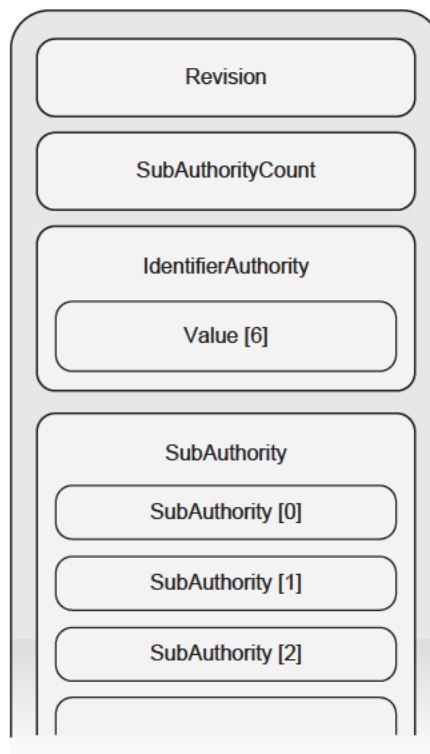 Revision
SubAuthorityCount
IdentifierAuthority
Value [6]
SubAuthority
SubAuthority [0]
SubAuthority [1]
SubAuthority [2]